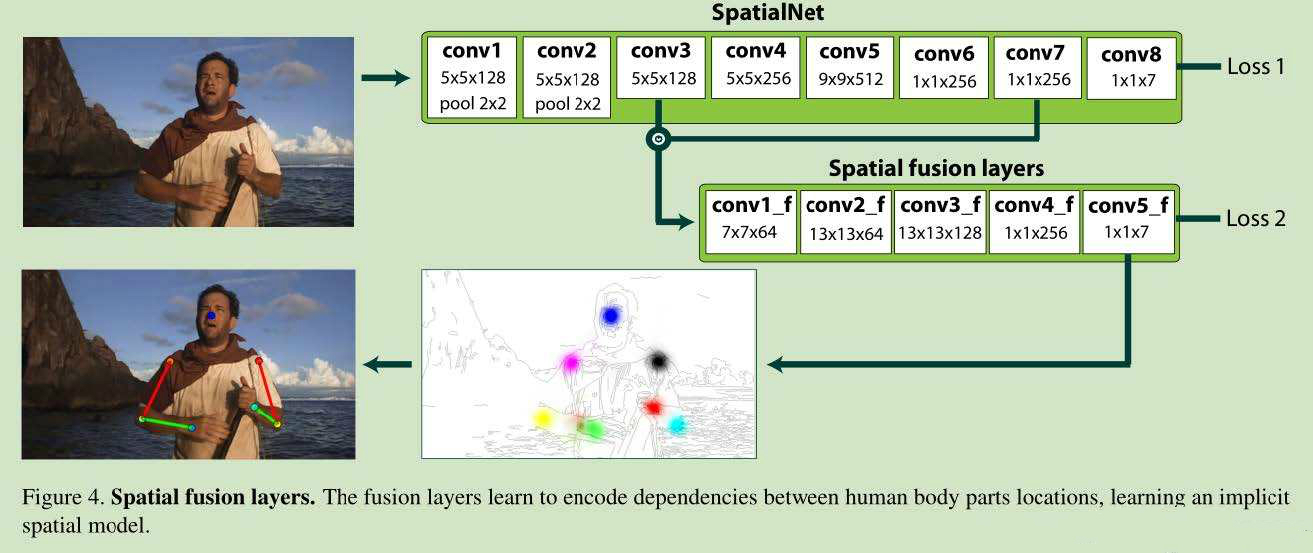 SpatialNet
conv1 conv2 conv3 conv4 conv5 conv6 conv7 conv8
5x5x128 5x5x128 5x5x128 5x5x256 9x9x512 1x1x256 1x1x256 1x1x7
pool 2x2 pool 2x2
Loss 1
Spatial fusion layers
conv1_f conv2_f conv3_f conv4_f conv5_f
7x7x64 13x13x64 13x13x128 1x1x256 1x1x7
Loss 2
Figure 4. Spatial fusion layers. The fusion layers learn to encode dependencies between human body parts locations, learning an implicit
spatial model.